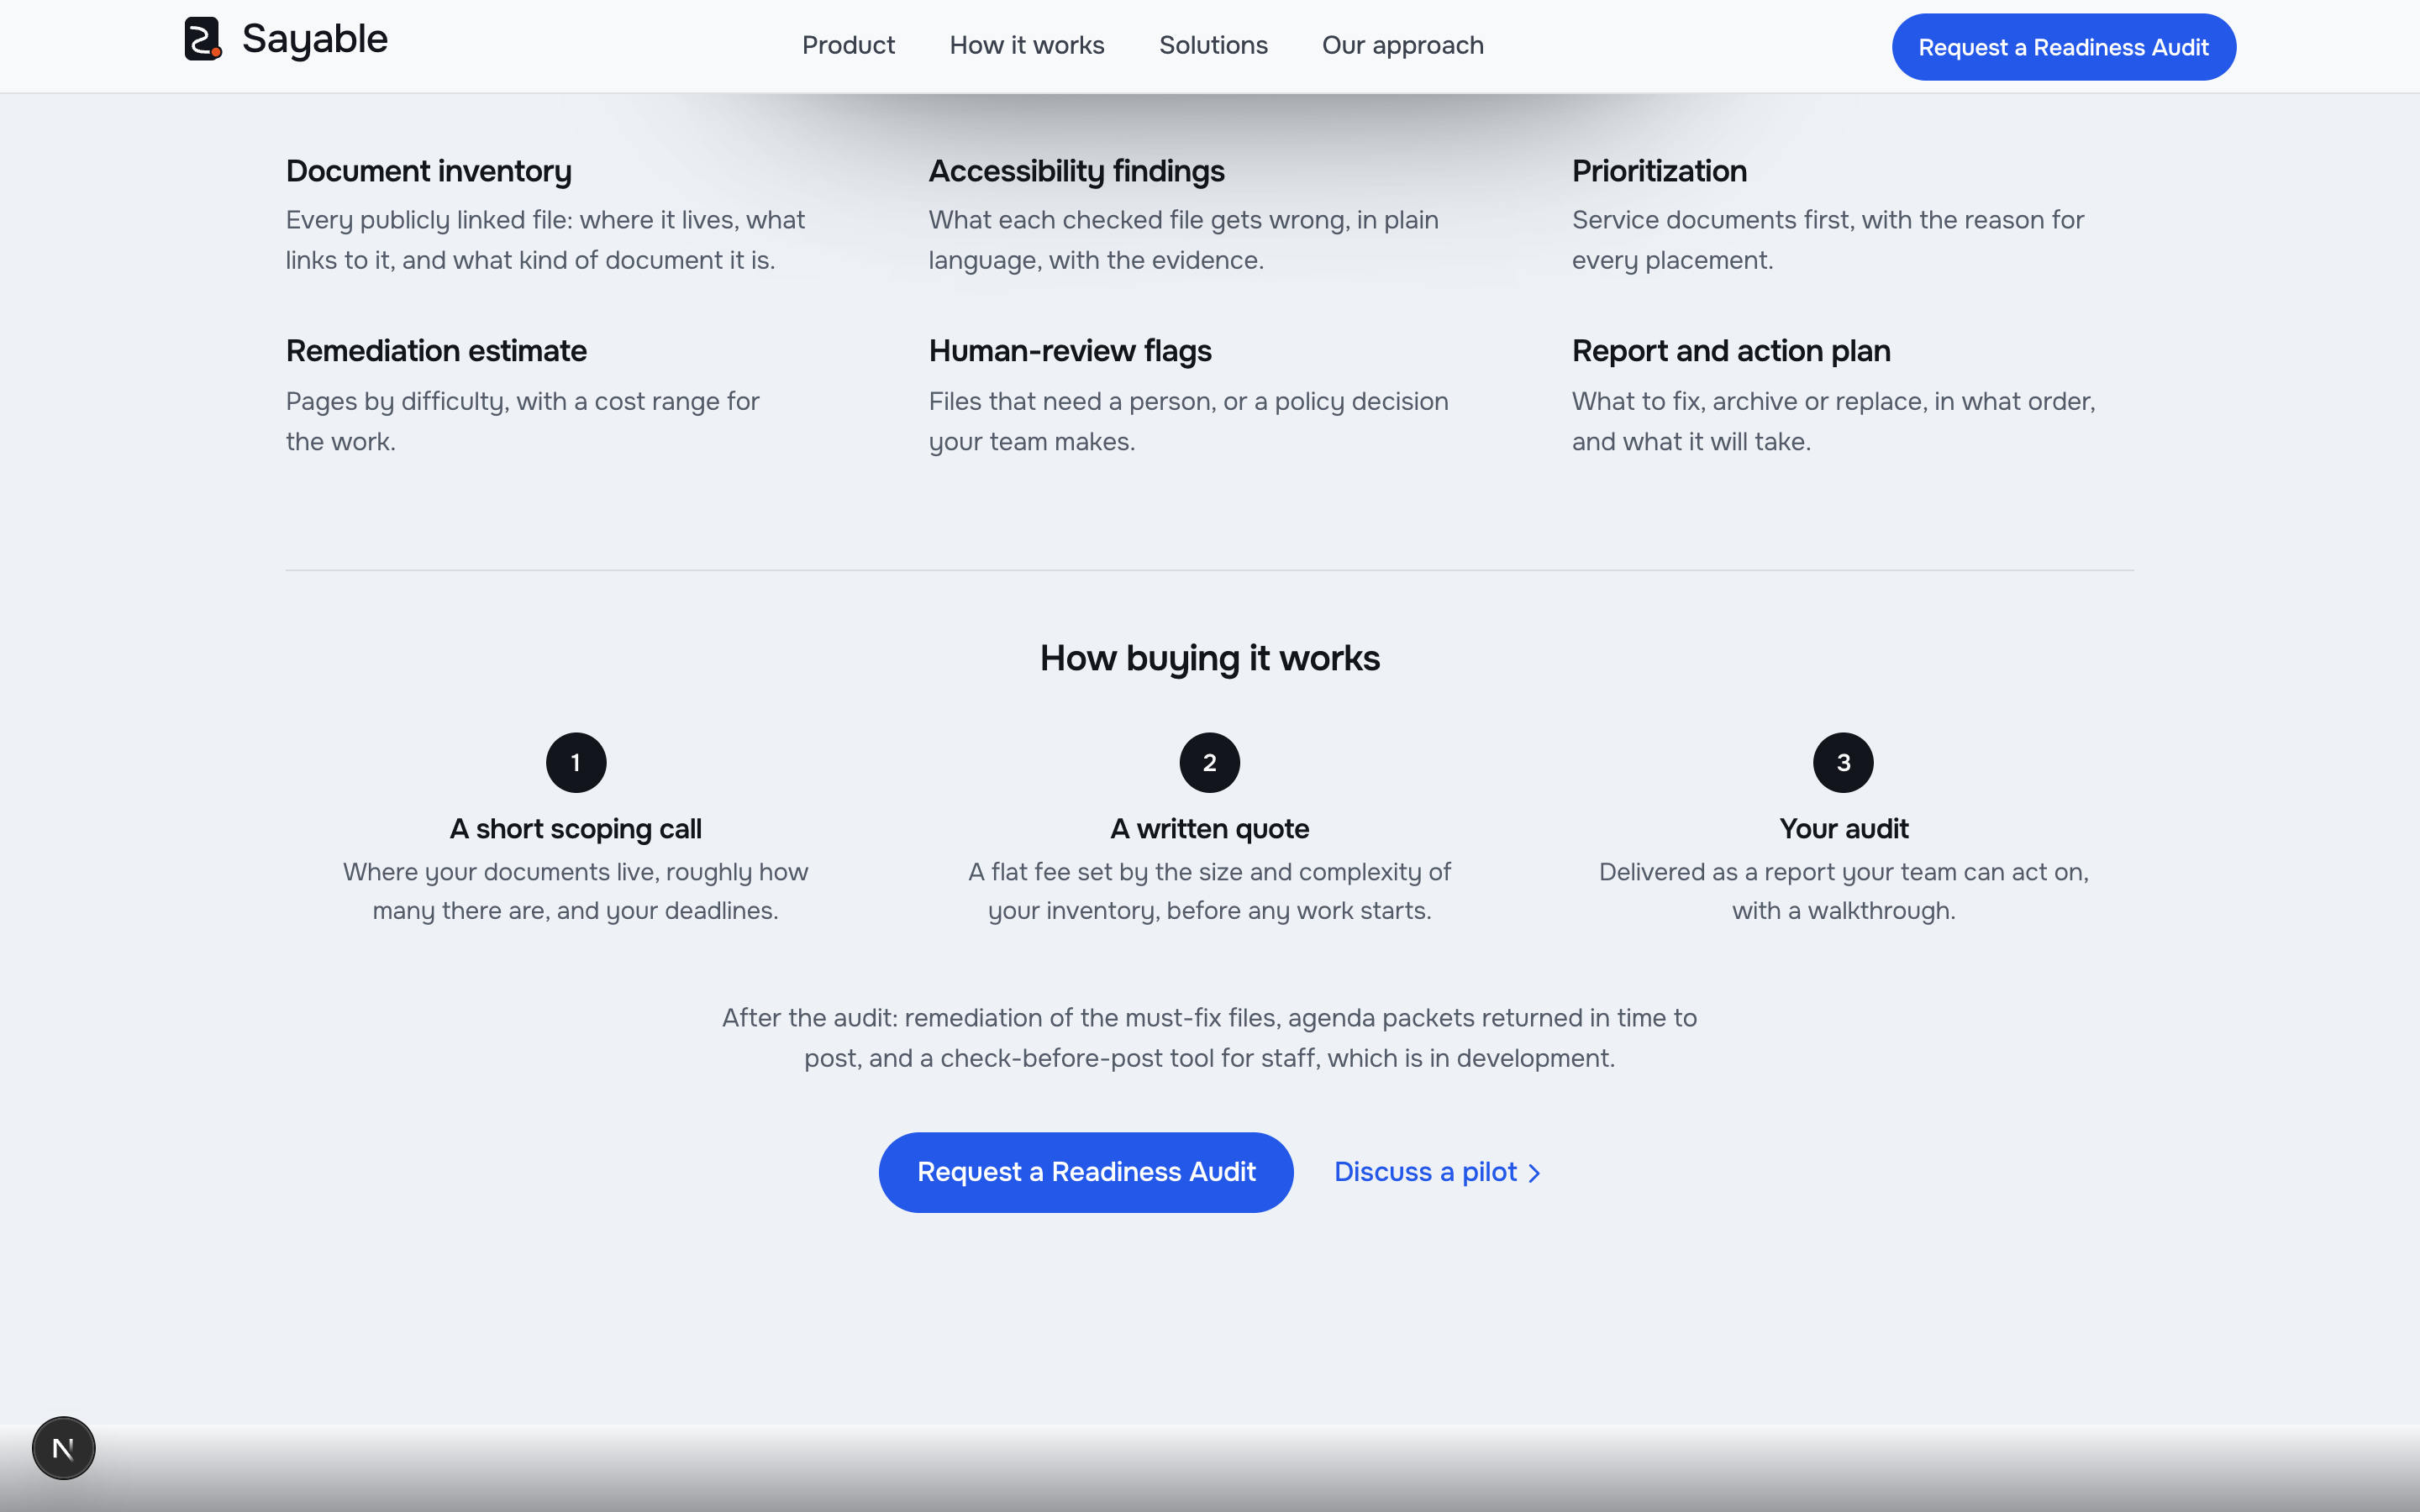 Sayable
Product
How it works
Solutions
Our approach
Request a Readiness Audit
Document inventory
Every publicly linked file: where it lives, what
links to it, and what kind of document it is.
Accessibility findings
What each checked file gets wrong, in plain
language, with the evidence.
Prioritization
Service documents first, with the reason for
every placement.
Remediation estimate
Pages by difficulty, with a cost range for
the work.
Human-review flags
Files that need a person, or a policy decision
your team makes.
Report and action plan
What to fix, archive or replace, in what order,
and what it will take.
How buying it works
1
A short scoping call
Where your documents live, roughly how
many there are, and your deadlines.
2
A written quote
A flat fee set by the size and complexity of
your inventory, before any work starts.
3
Your audit
Delivered as a report your team can act on,
with a walkthrough.
After the audit: remediation of the must-fix files, agenda packets returned in time to
post, and a check-before-post tool for staff, which is in development.
Request a Readiness Audit
Discuss a pilot
N